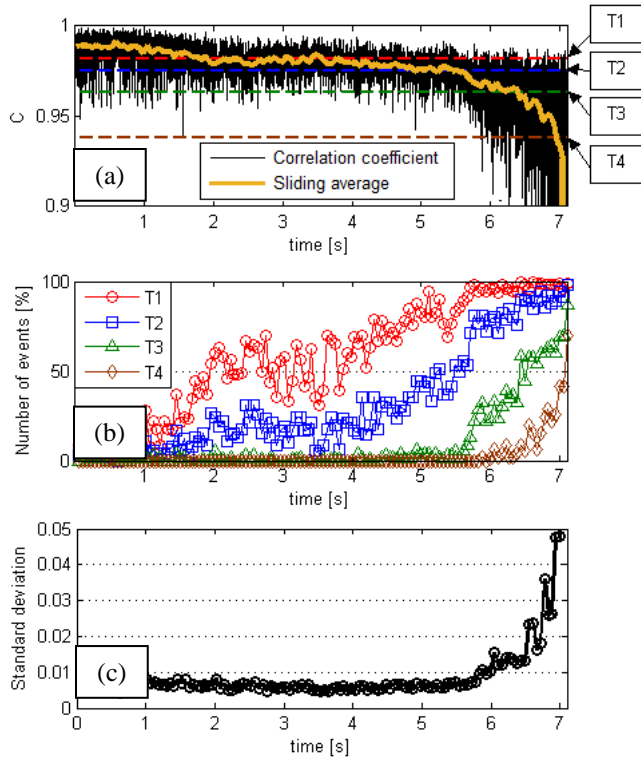 1
0.95
0.9
C
T1
T2
T3
T4
Correlation coefficient
Sliding average
(a)
1 2 3 4 5 6 7
time [s]
100
50
0
Number of events [%]
T1
T2
T3
T4
(b)
1 2 3 4 5 6 7
time [s]
0.05
0.04
0.03
0.02
0.01
0
Standard deviation
(c)
0 1 2 3 4 5 6 7
time [s]